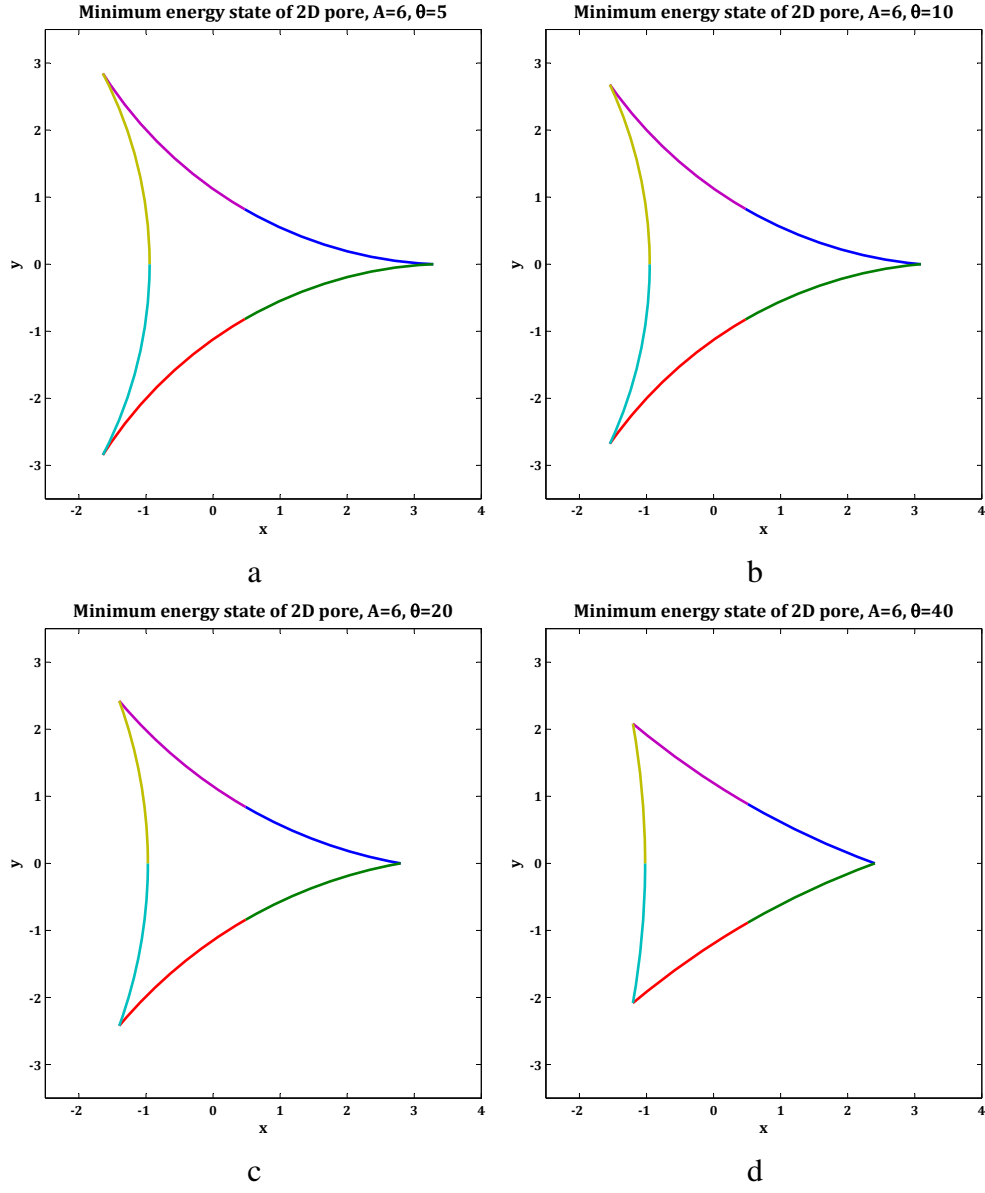 Minimum energy state of 2D pore, A=6, θ=5
3
2
1
0
-1
-2
-3
y
-2 -1 0 1 2 3 4
x
a
Minimum energy state of 2D pore, A=6, θ=10
3
2
1
0
-1
-2
-3
y
-2 -1 0 1 2 3 4
x
b
Minimum energy state of 2D pore, A=6, θ=20
3
2
1
0
-1
-2
-3
y
-2 -1 0 1 2 3 4
x
c
Minimum energy state of 2D pore, A=6, θ=40
3
2
1
0
-1
-2
-3
y
-2 -1 0 1 2 3 4
x
d